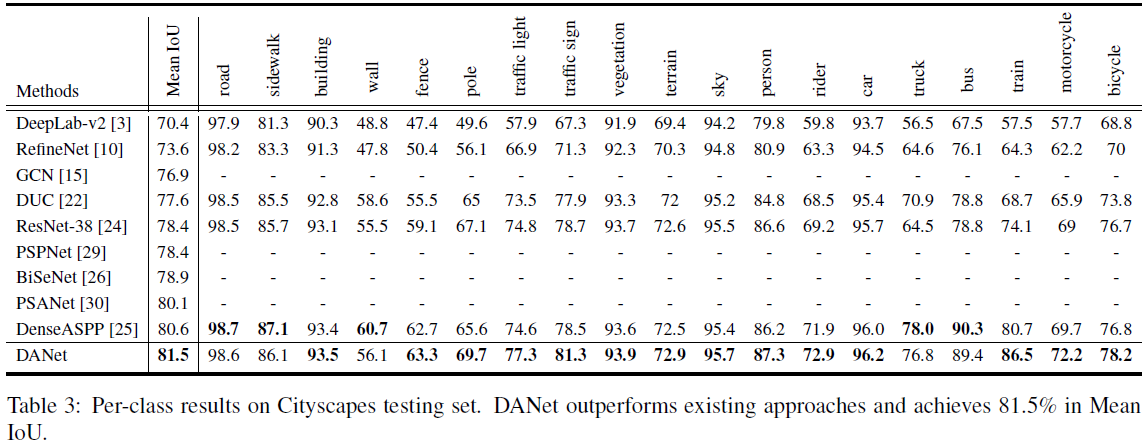 Methods Mean IoU road sidewalk building wall fence pole traffic light traffic sign vegetation terrain sky person rider car truck bus train motorcycle bicycle
DeepLab-v2 [3] 70.4 97.9 81.3 90.3 48.8 47.4 49.6 57.9 67.3 91.9 69.4 94.2 79.8 59.8 93.7 56.5 67.5 57.5 57.7 68.8
RefineNet [10] 73.6 98.2 83.3 91.3 47.8 50.4 56.1 66.9 71.3 92.3 70.3 94.8 80.9 63.3 94.5 64.6 76.1 64.3 62.2 70
GCN [15] 76.9 - - - - - - - - - - - - - - - - - - -
DUC [22] 77.6 98.5 85.5 92.8 58.6 55.5 65 73.5 77.9 93.3 72 95.2 84.8 68.5 95.4 70.9 78.8 68.7 65.9 73.8
ResNet-38 [24] 78.4 98.5 85.7 93.1 55.5 59.1 67.1 74.8 78.7 93.7 72.6 95.5 86.6 69.2 95.7 64.5 78.8 74.1 69 76.7
PSPNet [29] 78.4 - - - - - - - - - - - - - - - - - - -
BiSeNet [26] 78.9 - - - - - - - - - - - - - - - - - - -
PSANet [30] 80.1 - - - - - - - - - - - - - - - - - - -
DenseASPP [25] 80.6 98.7 87.1 93.4 60.7 62.7 65.6 74.6 78.5 93.6 72.5 95.4 86.2 71.9 96.0 78.0 90.3 80.7 69.7 76.8
DANet 81.5 98.6 86.1 93.5 56.1 63.3 69.7 77.3 81.3 93.9 72.9 95.7 87.3 72.9 96.2 76.8 89.4 86.5 72.2 78.2
Table 3: Per-class results on Cityscapes testing set. DANet outperforms existing approaches and achieves 81.5% in Mean
IoU.